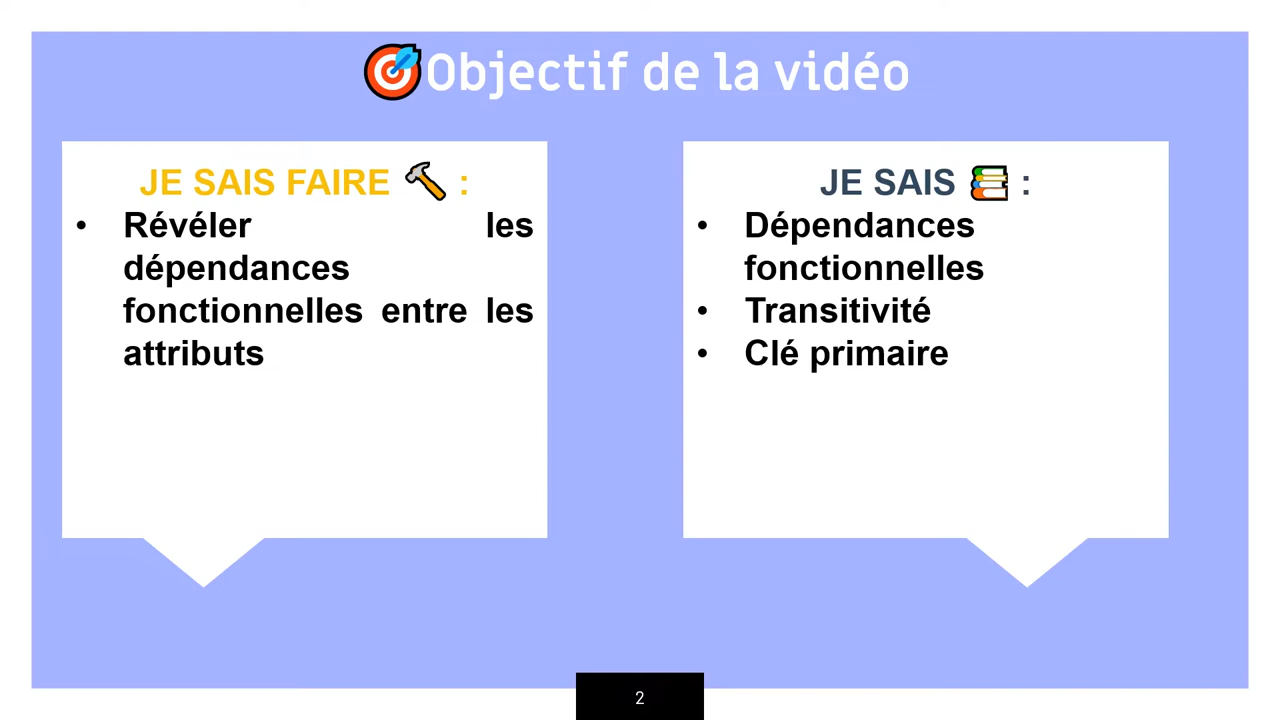 Objectif de la vidéo
JE SAIS FAIRE :
• Révéler les
dépendances
fonctionnelles entre les
attributs
JE SAIS :
• Dépendances
fonctionnelles
• Transitivité
• Clé primaire
2